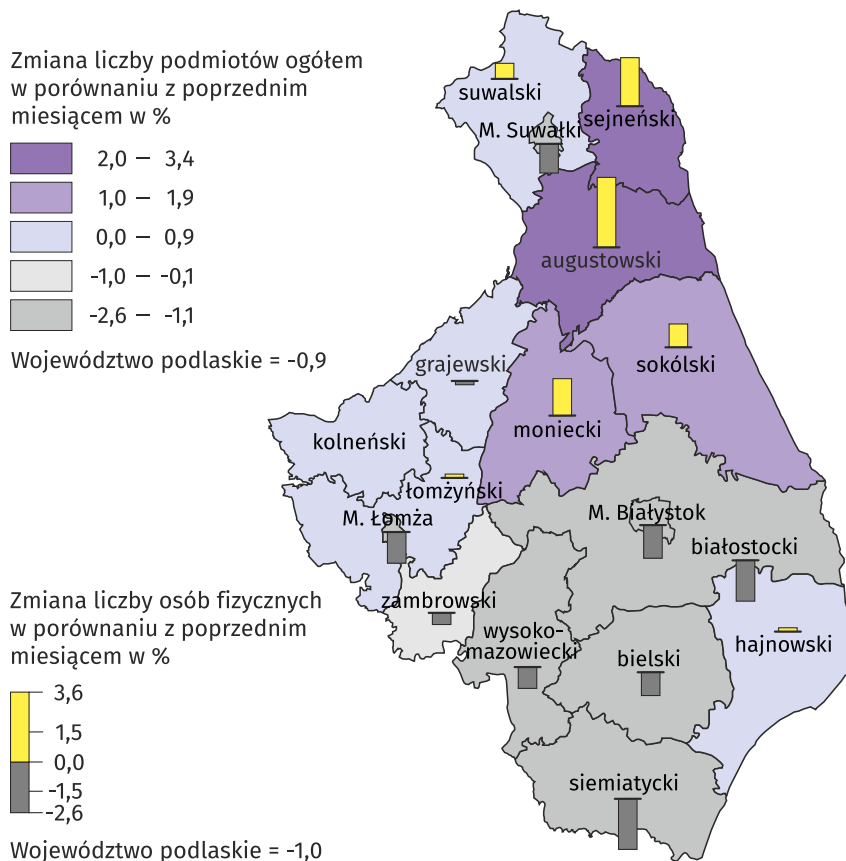 Zmiana liczby podmiotów ogółem
w porównaniu z poprzednim
miesiącem w %
2,0 – 3,4
1,0 – 1,9
0,0 – 0,9
-1,0 – -0,1
-2,6 – -1,1
Województwo podlaskie = -0,9
suwalski
sejneński
M. Suwałki
augustowski
grajewski
sokólski
moniecki
kolneński
łomżyński
M. Łomża
M. Białystok
białostocki
zambrowski
wysoko-
mazowiecki
bielski
hajnowski
siemiatycki
Zmiana liczby osób fizycznych
w porównaniu z poprzednim
miesiącem w %
3,6
1,5
0,0
-1,5
-2,6
Województwo podlaskie = -1,0